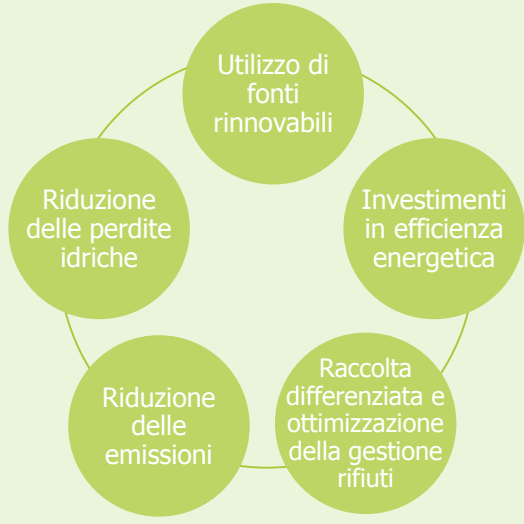 Utilizzo di
fonti
rinnovabili
Investimenti
in efficienza
energetica
Raccolta
differenziata e
ottimizzazione
della gestione
rifiuti
Riduzione
delle
emissioni
Riduzione
delle perdite
idriche